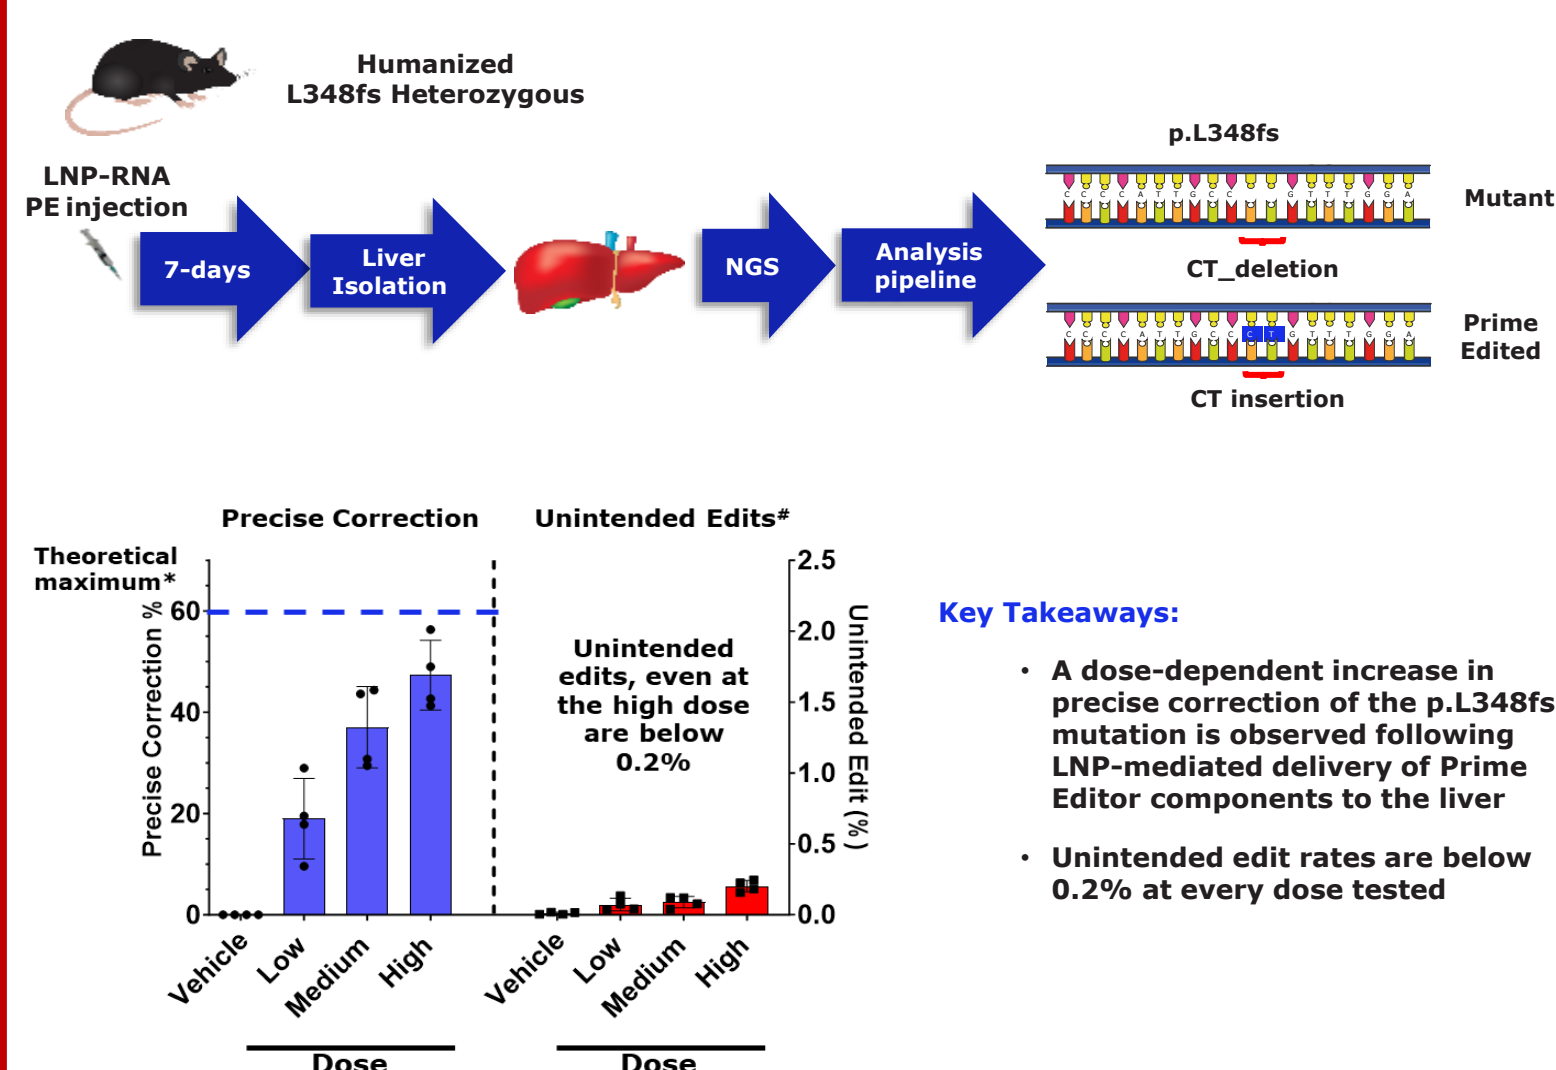 Humanized
L348fs Heterozygous
LNP-RNA
PE injection
7-days
Liver
Isolation
NGS
Analysis
pipeline
p.L348fs
C C C C A T T G C C G T T T G G A
Mutant
CT_deletion
C C C C A T T G C C C T G T T T G G A
Prime
Edited
CT insertion
Precise Correction
Unintended Edits#
Theoretical
maximum*
Precise Correction %
60
40
20
0
Unintended
edits, even at
the high dose
are below
0.2%
2.5
2.0
1.5
1.0
0.5
0.0
Unintended Edit (%)
Vehicle
Low
Medium
High
Dose
Vehicle
Low
Medium
High
Dose
Key Takeaways:
• A dose-dependent increase in
precise correction of the p.L348fs
mutation is observed following
LNP-mediated delivery of Prime
Editor components to the liver
• Unintended edit rates are below
0.2% at every dose tested